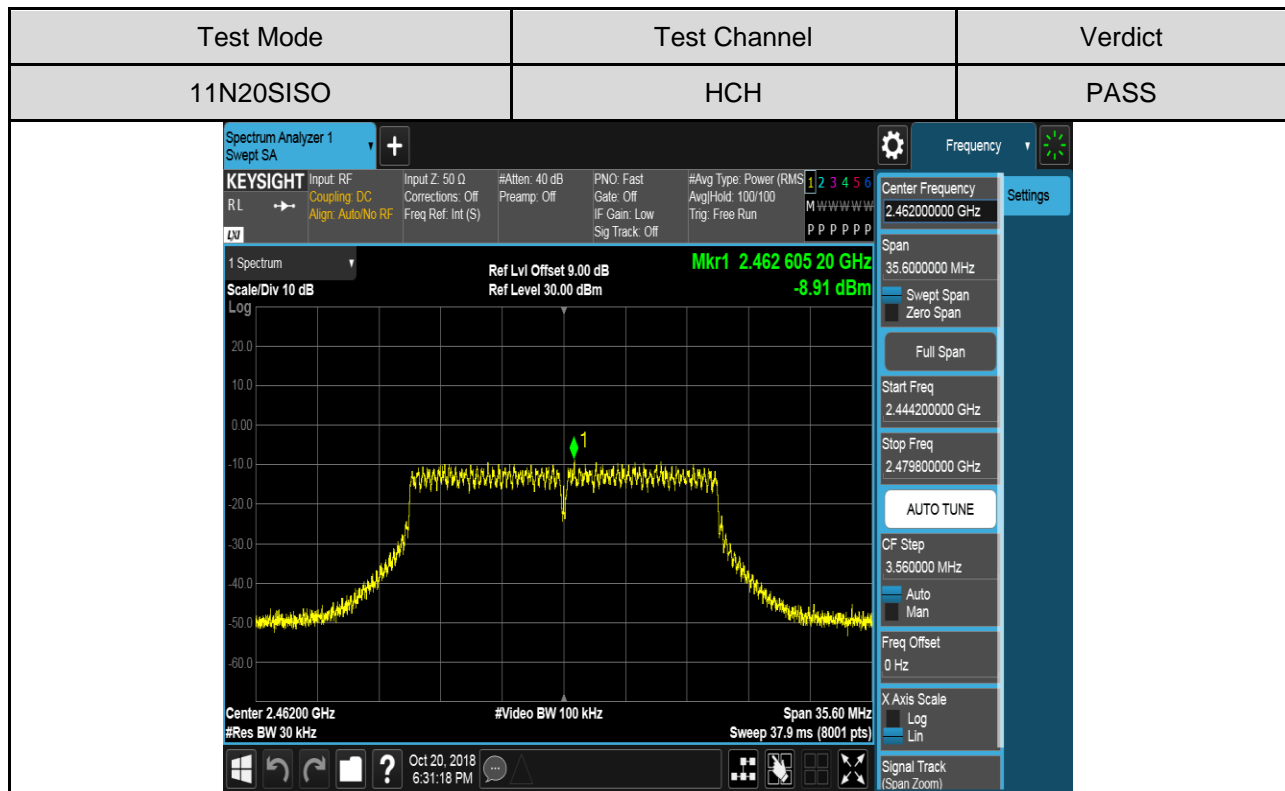 Test Mode Test Channel Verdict
11N20SISO HCH PASS
Spectrum Analyzer 1
Swept SA
Frequency
KEYSIGHT
RL
LXI
Input: RF
Coupling: DC
Align: Auto/No RF
Input Z: 50 Ω
Corrections: Off
Freq Ref: Int (S)
#Atten: 40 dB
Preamp: Off
PNO: Fast
Gate: Off
IF Gain: Low
Sig Track: Off
#Avg Type: Power (RMS
Avg|Hold: 100/100
Trig: Free Run
1 2 3 4 5 6
M W W W W W
P P P P P P
1 Spectrum
Scale/Div 10 dB
Log
Ref Lvl Offset 9.00 dB
Ref Level 30.00 dBm
Mkr1 2.462 605 20 GHz
-8.91 dBm
20.0
10.0
0.00
-10.0
-20.0
-30.0
-40.0
-50.0
-60.0
1
Center 2.46200 GHz
#Res BW 30 kHz
#Video BW 100 kHz
Span 35.60 MHz
Sweep 37.9 ms (8001 pts)
Center Frequency
2.462000000 GHz
Settings
Span
35.6000000 MHz
Swept Span
Zero Span
Full Span
Start Freq
2.444200000 GHz
Stop Freq
2.479800000 GHz
AUTO TUNE
CF Step
3.560000 MHz
Auto
Man
Freq Offset
0 Hz
X Axis Scale
Log
Lin
Signal Track
(Span Zoom)
?
Oct 20, 2018
6:31:18 PM